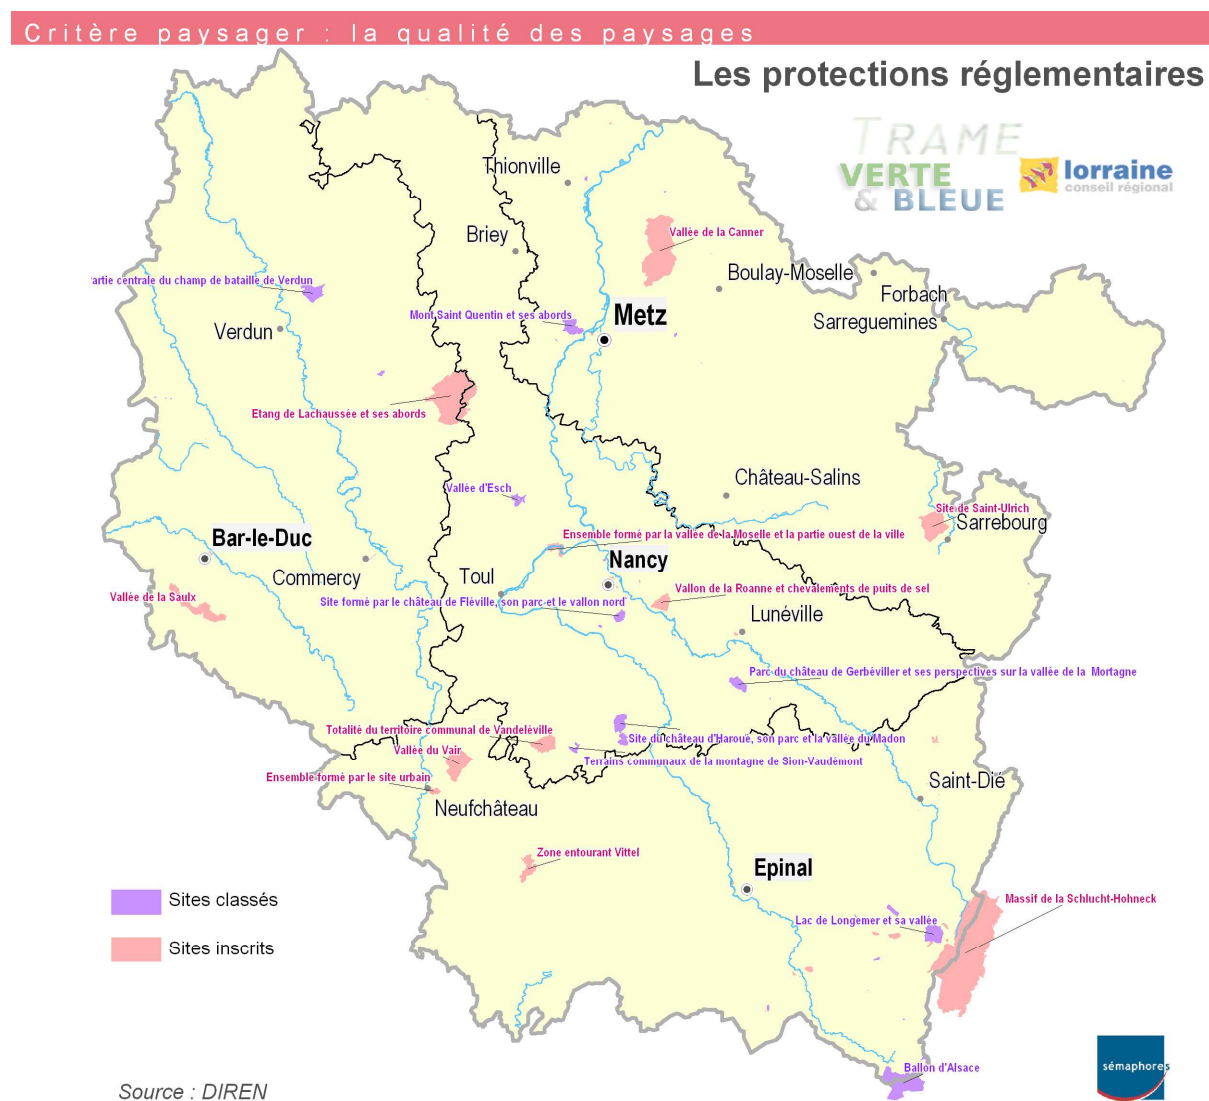 Critère paysager : la qualité des paysages
Les protections réglementaires
TRAME
VERTE
& BLEUE
lorraine
conseil régional
Thionville
Vallée de la Canner
Briey
Boulay-Moselle
artie centrale du champ de bataille de Verdun
Forbach
Mont Saint Quentin et ses abords
Metz
Sarreguemines
Verdun
Etang de Lachaussée et ses abords
Château-Salins
Vallée d'Esch
Site de Saint-Ulrich
Sarrebourg
Ensemble formé par la vallée de la Moselle et la partie ouest de la ville
Bar-le-Duc
Nancy
Commercy
Toul
Vallon de la Roanne et chevalements de puits de sel
Vallée de la Saulx
Site formé par le château de Fléville, son parc et le vallon nord
Lunéville
Parc du château de Gerbéviller et ses perspectives sur la vallée de la Mortagne
Totalité du territoire communal de Vandeléville
Site du château d'Haroué, son parc et la vallée du Madon
Vallée du Vair
Terrains communaux de la montagne de Sion-Vaudémont
Ensemble formé par le site urbain
Saint-Dié
Neufchâteau
Zone entourant Vittel
Epinal
Sites classés
Massif de la Schlucht-Hohneck
Lac de Longemer et sa vallée
Sites inscrits
Ballon d'Alsace
sémaphores
Source : DIREN